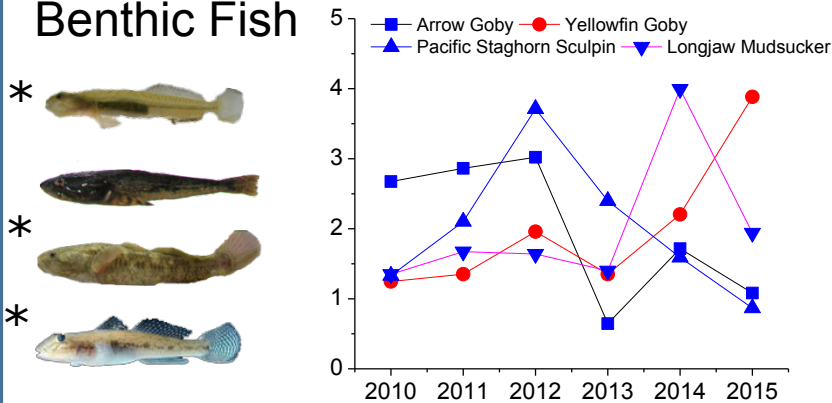 Benthic Fish
*
*
*
Arrow Goby Yellowfin Goby
Pacific Staghorn Sculpin Longjaw Mudsucker
5
4
3
2
1
0
2010 2011 2012 2013 2014 2015